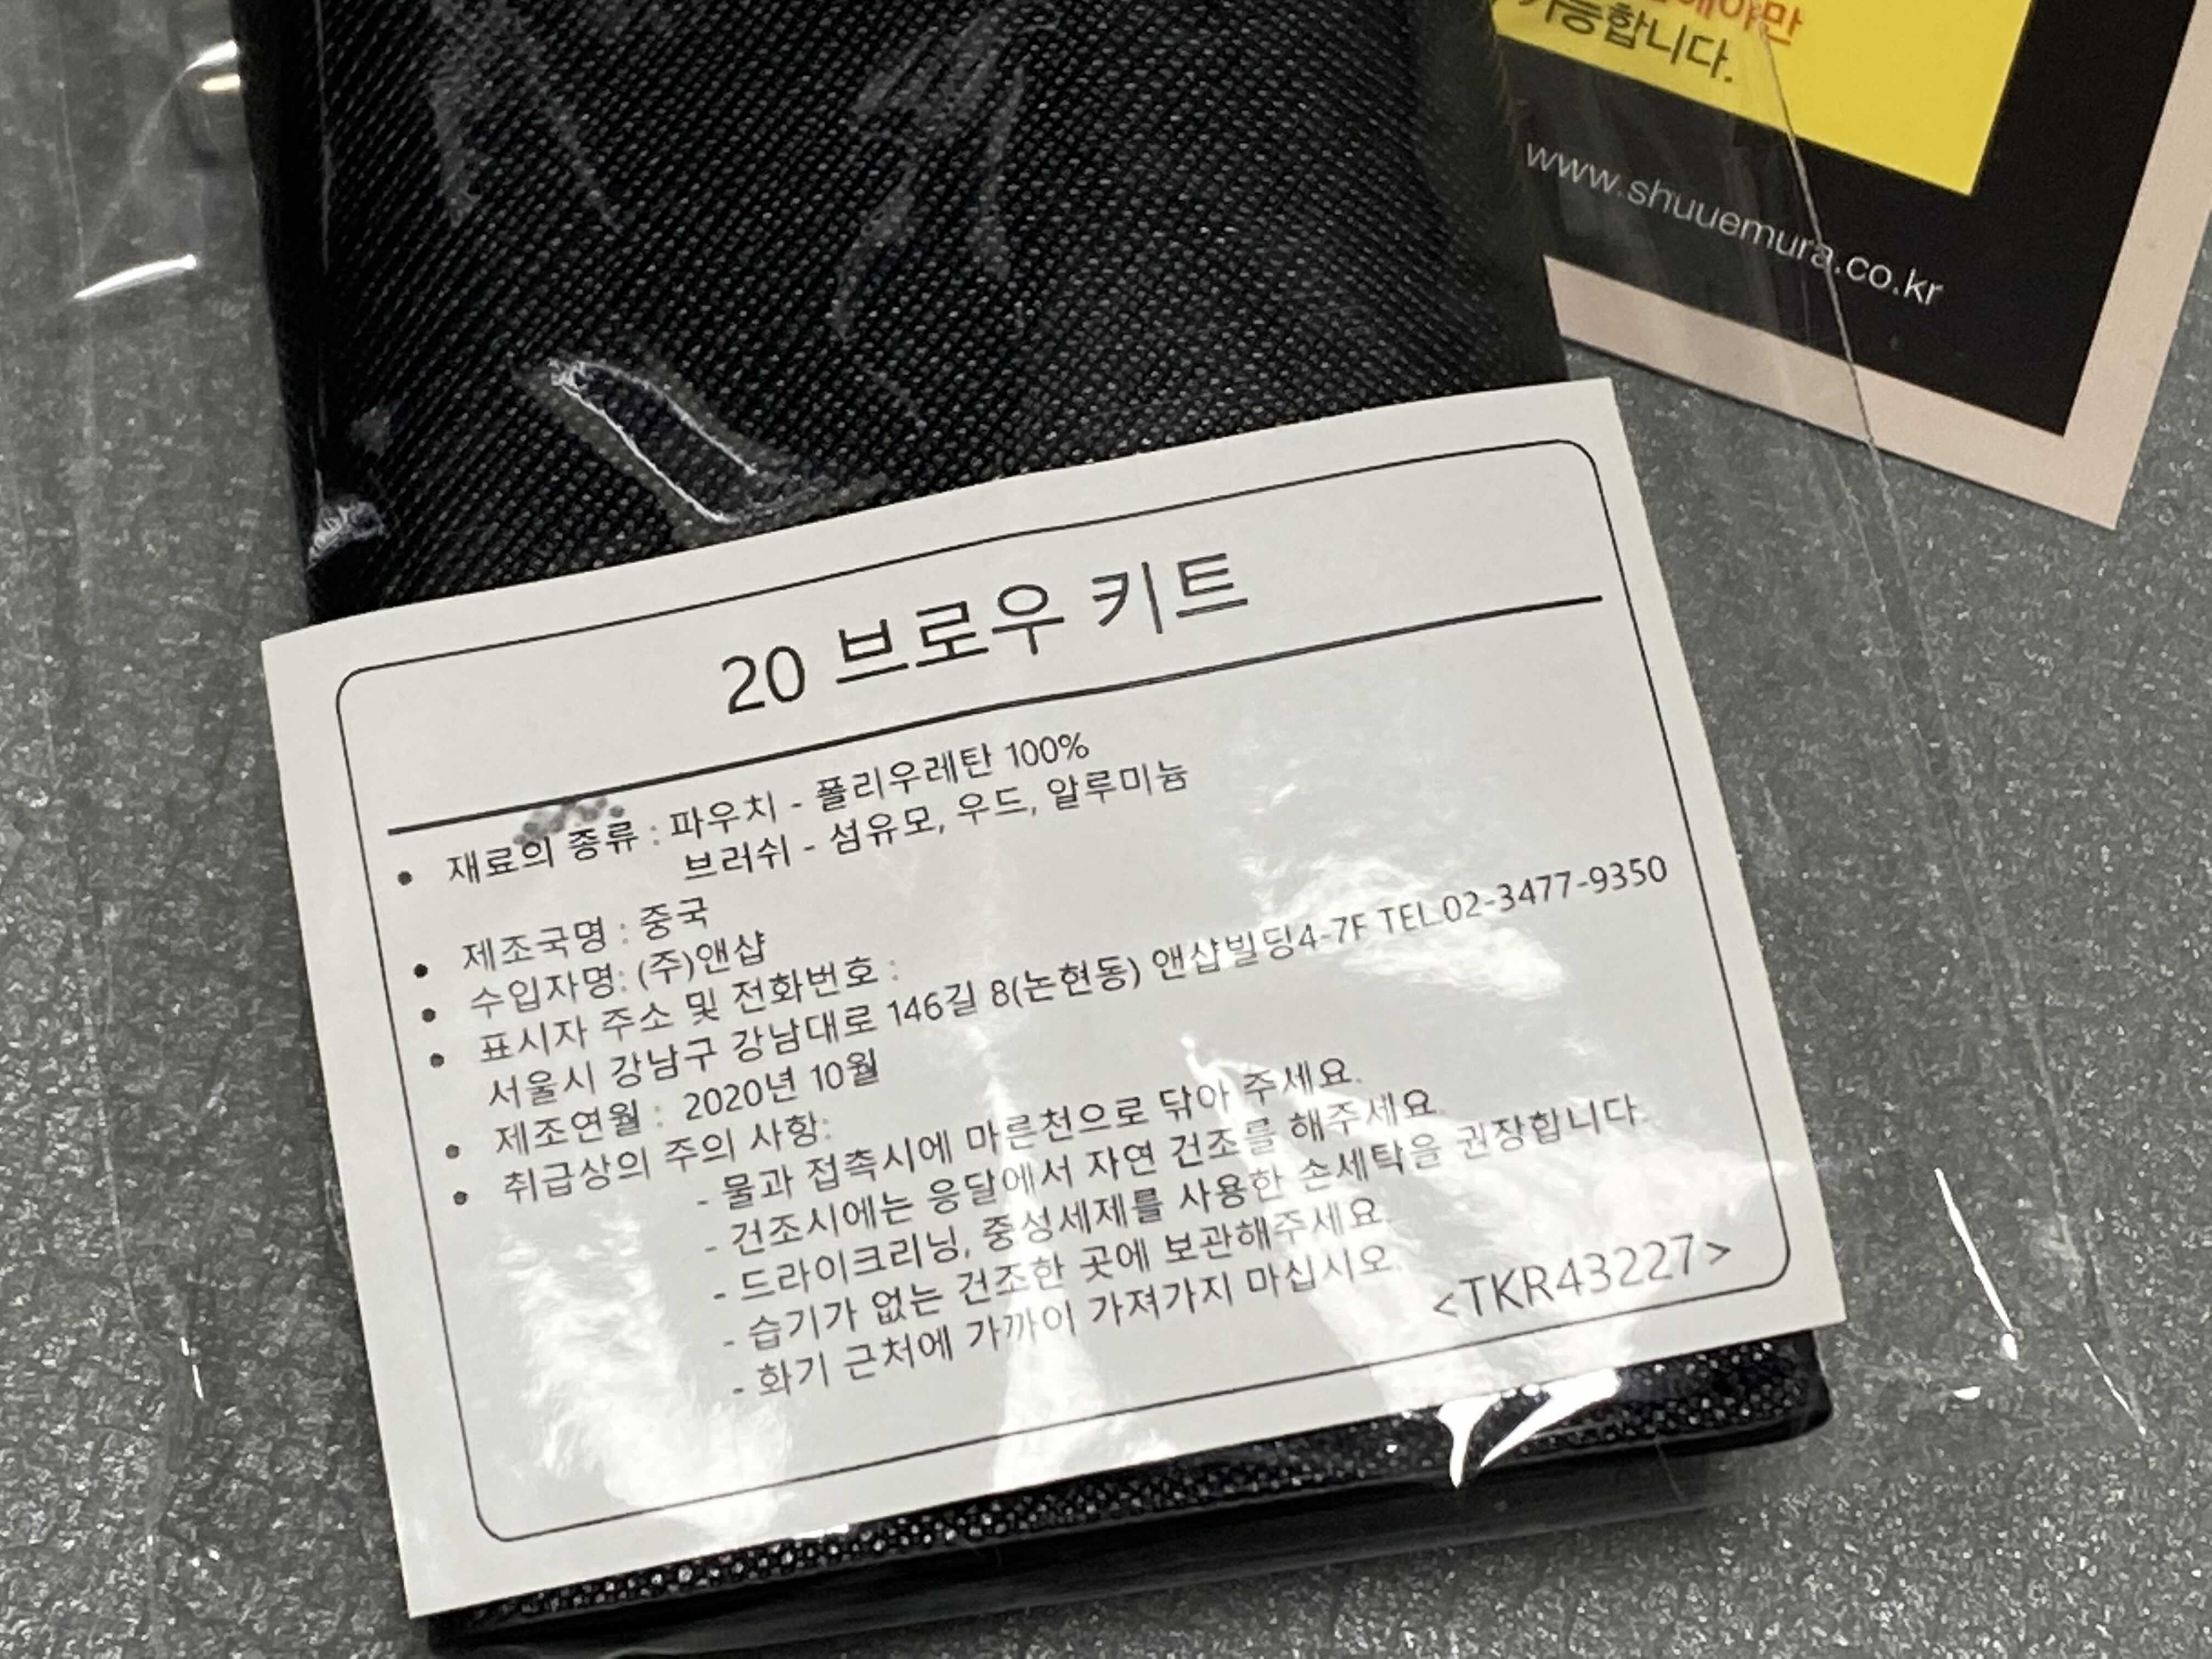 해야만
가능합니다.
www.shuuemura.co.kr
20 브로우 키트
• 재료의 종류 : 파우치 - 폴리우레탄 100%
브러쉬 - 섬유모, 우드, 알루미늄
• 제조국명 : 중국
• 수입자명: (주)앤샵
• 표시자 주소 및 전화번호 :
서울시 강남구 강남대로 146길 8(논현동) 앤샵빌딩4-7F TEL.02-3477-9350
• 제조연월 : 2020년 10월
• 취급상의 주의 사항:
- 물과 접촉시에 마른천으로 닦아 주세요.
- 건조시에는 응달에서 자연 건조를 해주세요.
- 드라이크리닝, 중성세제를 사용한 손세탁을 권장합니다.
- 습기가 없는 건조한 곳에 보관해주세요.
- 화기 근처에 가까이 가져가지 마십시오.
<TKR43227>